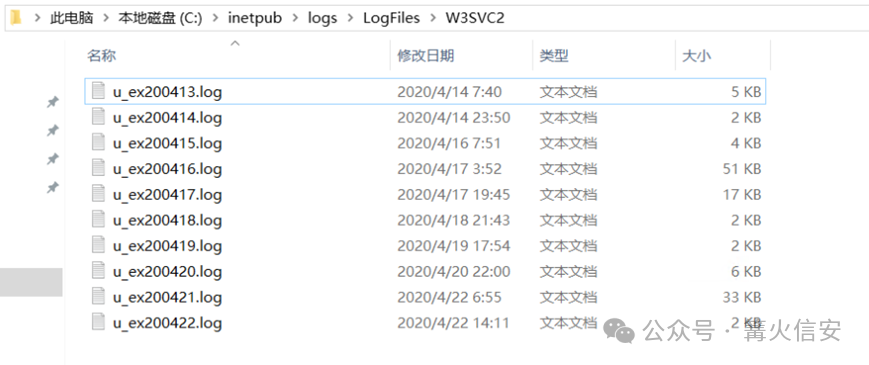 此电脑 > 本地磁盘 (C:) > inetpub > logs > LogFiles > W3SVC2
名称 修改日期 类型 大小
u_ex200413.log 2020/4/14 7:40 文本文档 5 KB
u_ex200414.log 2020/4/14 23:50 文本文档 2 KB
u_ex200415.log 2020/4/16 7:51 文本文档 4 KB
u_ex200416.log 2020/4/17 3:52 文本文档 51 KB
u_ex200417.log 2020/4/17 19:45 文本文档 17 KB
u_ex200418.log 2020/4/18 21:43 文本文档 2 KB
u_ex200419.log 2020/4/19 17:54 文本文档 2 KB
u_ex200420.log 2020/4/20 22:00 文本文档 6 KB
u_ex200421.log 2020/4/22 6:55 文本文档 33 KB
u_ex200422.log 2020/4/22 14:11 文本文档 2 KB
公众号 · 篝火信安